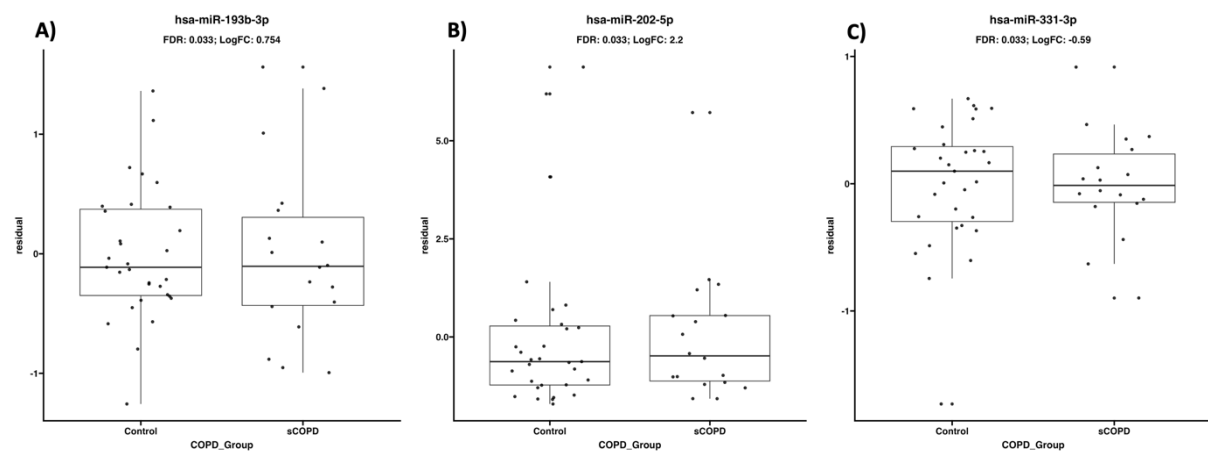 A)
hsa-miR-193b-3p
FDR: 0.033; LogFC: 0.754
1
0
-1
residual
Control
sCOPD
COPD_Group
B)
hsa-miR-202-5p
FDR: 0.033; LogFC: 2.2
5.0
2.5
0.0
residual
Control
sCOPD
COPD_Group
C)
hsa-miR-331-3p
FDR: 0.033; LogFC: -0.59
1
0
-1
residual
Control
sCOPD
COPD_Group